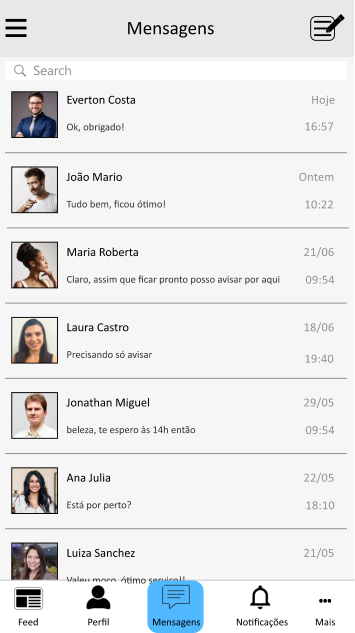 Mensagens
Search
Everton Costa
Hoje
Ok, obrigado!
16:57
João Mario
Ontem
Tudo bem, ficou ótimo!
10:22
Maria Roberta
21/06
Claro, assim que ficar pronto posso avisar por aqui
09:54
Laura Castro
18/06
Precisando só avisar
19:40
Jonathan Miguel
29/05
beleza, te espero às 14h então
09:54
Ana Julia
22/05
Está por perto?
18:10
Luiza Sanchez
21/05
Valeu moço, ótimo serviço!!
Feed
Perfil
Mensagens
Notificações
Mais